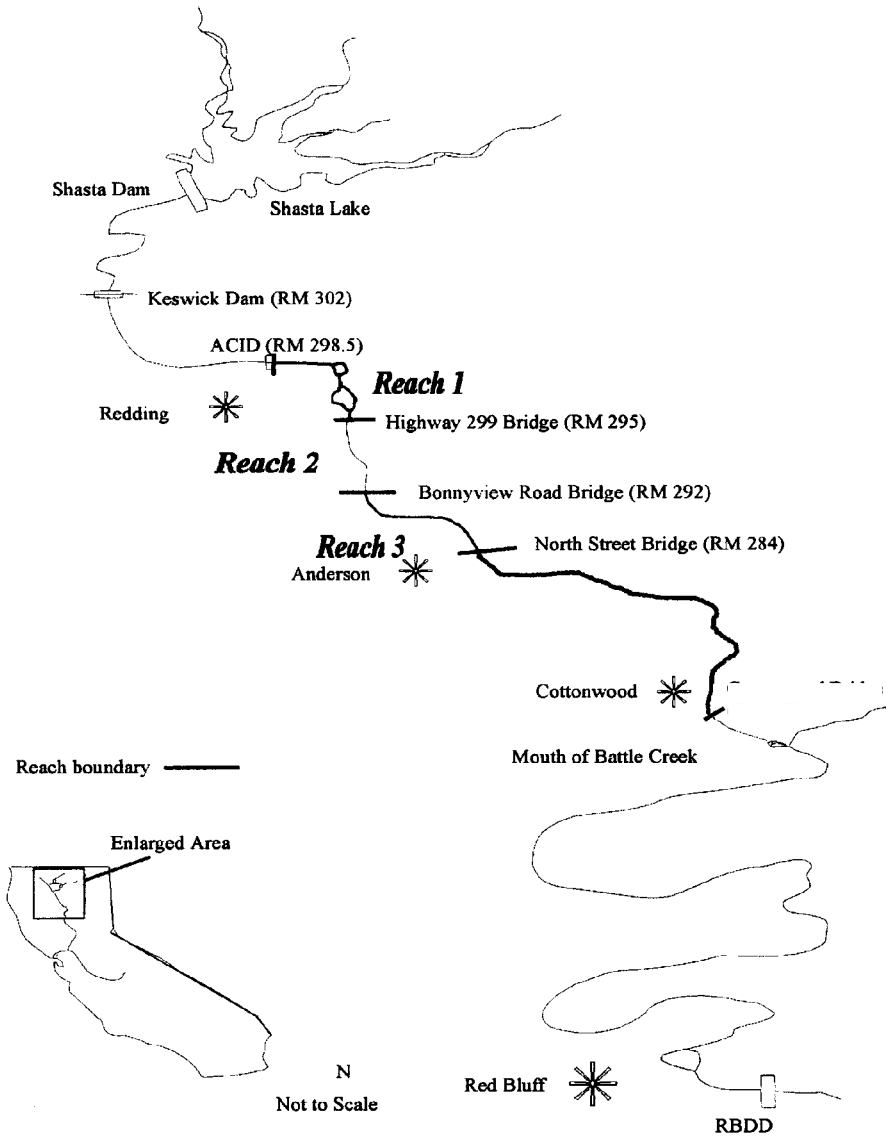 Shasta Dam
Shasta Lake
Keswick Dam (RM 302)
ACID (RM 298.5)
Reach 1
Redding
Highway 299 Bridge (RM 295)
Reach 2
Bonnyview Road Bridge (RM 292)
Reach 3
North Street Bridge (RM 284)
Anderson
Cottonwood
Mouth of Battle Creek
Reach boundary
Enlarged Area
N
Not to Scale
Red Bluff
RBDD